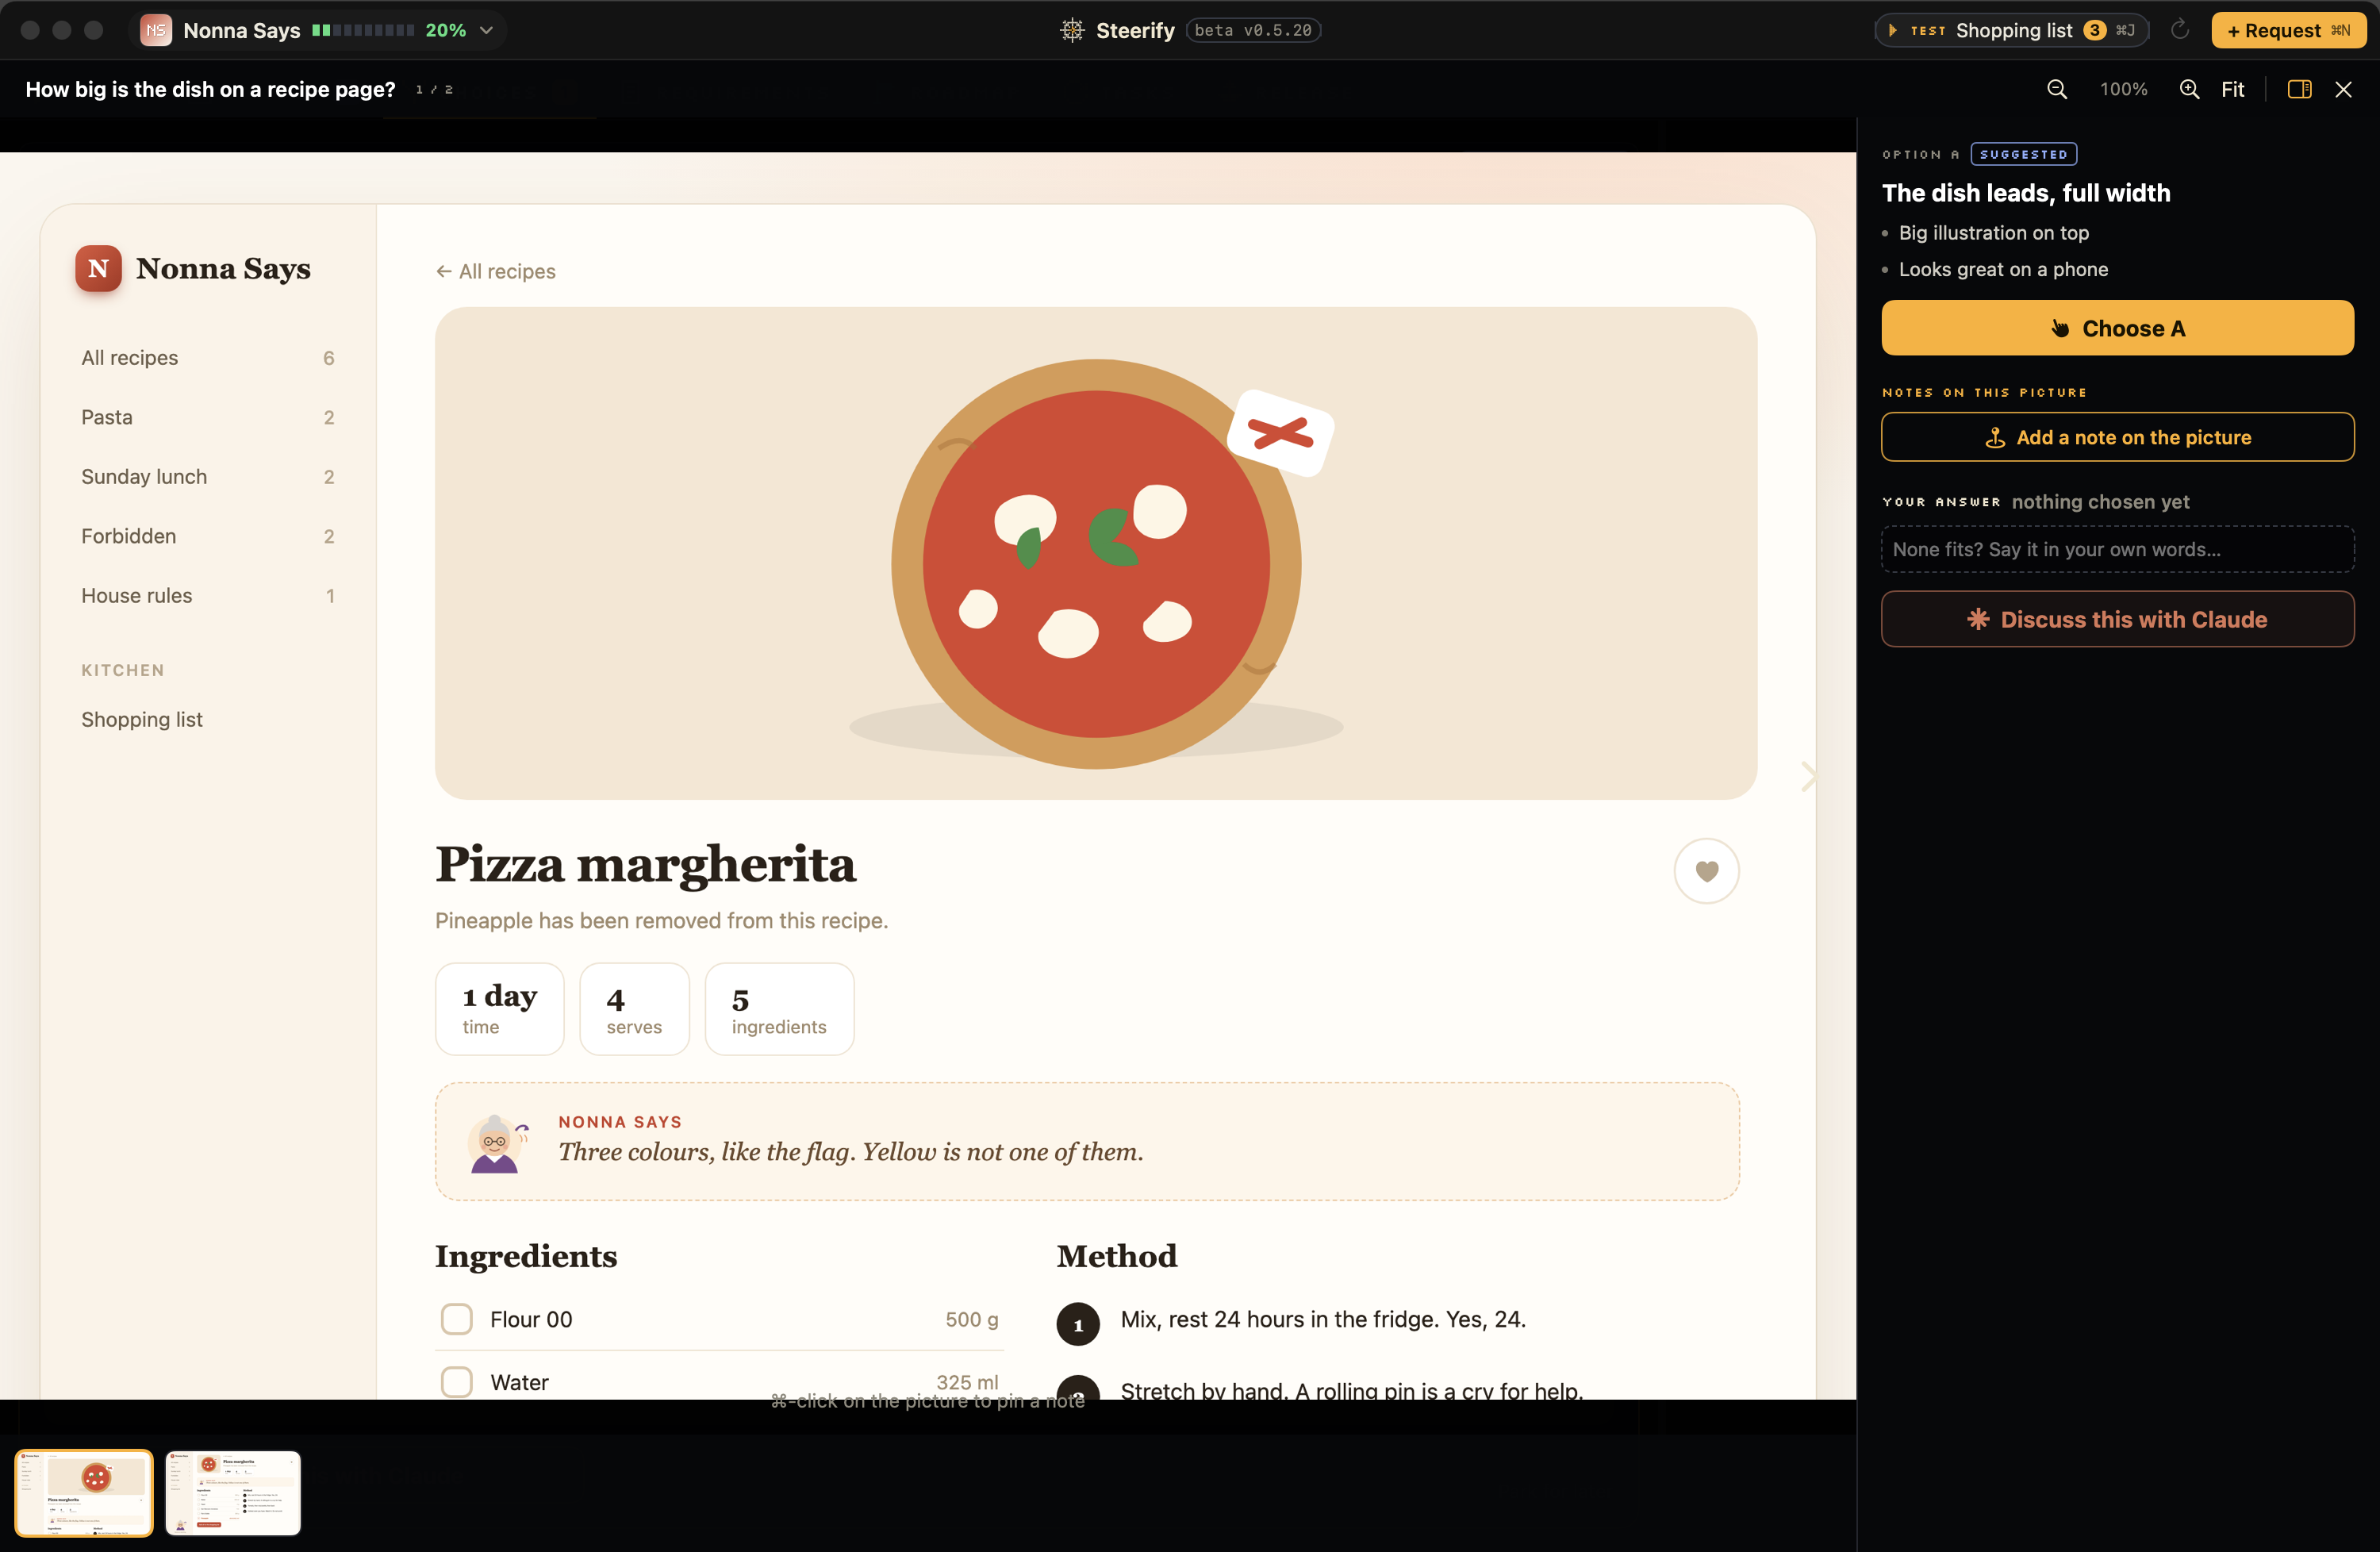 NS Nonna Says 20%
Steerify beta v0.5.20
TEST Shopping list 3 ⌘J
+ Request ⌘N
How big is the dish on a recipe page? 1 / 2
100% Fit
N Nonna Says
All recipes 6
Pasta 2
Sunday lunch 2
Forbidden 2
House rules 1
KITCHEN
Shopping list
← All recipes
Pizza margherita
Pineapple has been removed from this recipe.
1 day
time
4
serves
5
ingredients
NONNA SAYS
Three colours, like the flag. Yellow is not one of them.
Ingredients
Flour 00 500 g
Water 325 ml
Method
1 Mix, rest 24 hours in the fridge. Yes, 24.
2 Stretch by hand. A rolling pin is a cry for help.
⌘-click on the picture to pin a note
OPTION A SUGGESTED
The dish leads, full width
• Big illustration on top
• Looks great on a phone
Choose A
NOTES ON THIS PICTURE
Add a note on the picture
YOUR ANSWER nothing chosen yet
None fits? Say it in your own words...
Discuss this with Claude